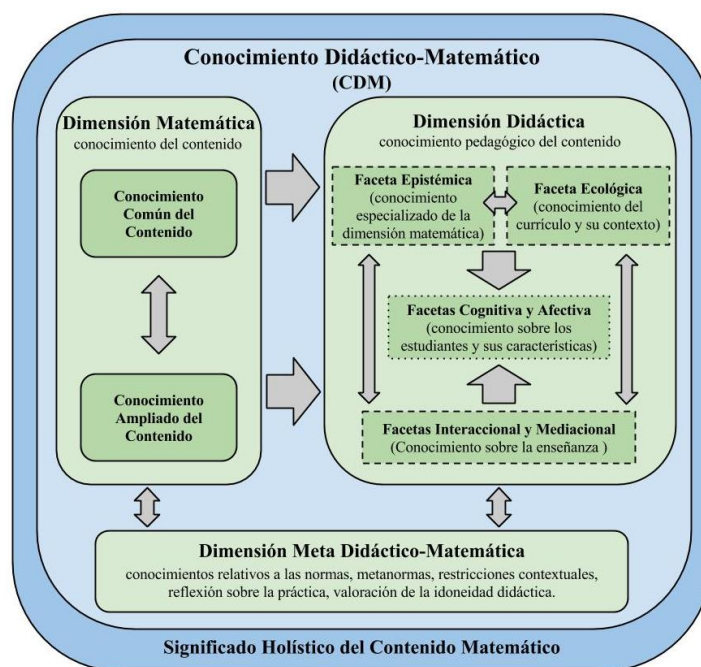 Conocimiento Didáctico-Matemático
(CDM)
Dimensión Matemática
conocimiento del contenido
Conocimiento
Común del
Contenido
Conocimiento
Ampliado del
Contenido
Dimensión Didáctica
conocimiento pedagógico del contenido
Faceta Epistémica
(conocimiento
especializado de la
dimensión matemática)
Faceta Ecológica
(conocimiento del
currículo y su contexto)
Facetas Cognitiva y Afectiva
(conocimiento sobre los
estudiantes y sus características)
Facetas Interaccional y Mediacional
(Conocimiento sobre la enseñanza )
Dimensión Meta Didáctico-Matemática
conocimientos relativos a las normas, metanormas, restricciones contextuales,
reflexión sobre la práctica, valoración de la idoneidad didáctica.
Significado Holístico del Contenido Matemático